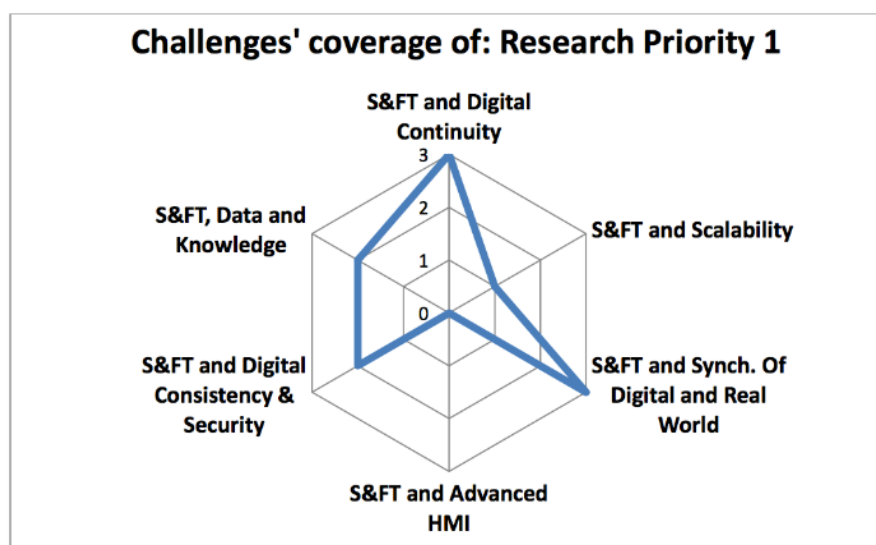 Challenges' coverage of: Research Priority 1
S&FT and Digital
Continuity
3
S&FT, Data and
Knowledge
2
S&FT and Scalability
1
0
S&FT and Digital
Consistency &
Security
S&FT and Synch. Of
Digital and Real
World
S&FT and Advanced
HMI